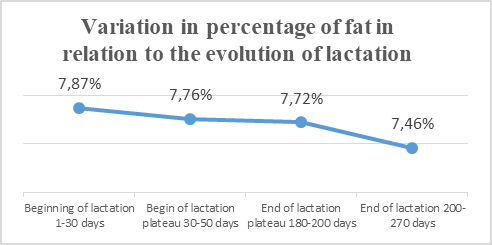 Variation in percentage of fat in
relation to the evolution of lactation
7,87%
7,76%
7,72%
7,46%
Beginning of lactation
1-30 days
Begin of lactation
plateau 30-50 days
End of lactation
plateau 180-200 days
End of lactation 200-
270 days